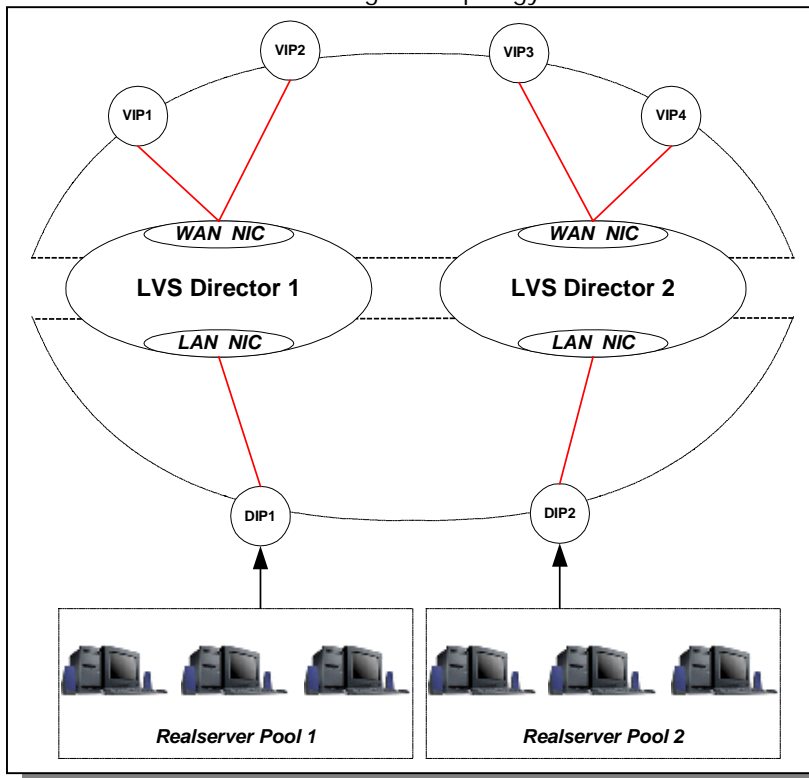 VIP2 VIP3
VIP1 VIP4
WAN NIC WAN NIC
LVS Director 1 LVS Director 2
LAN NIC LAN NIC
DIP1 DIP2
Realserver Pool 1 Realserver Pool 2